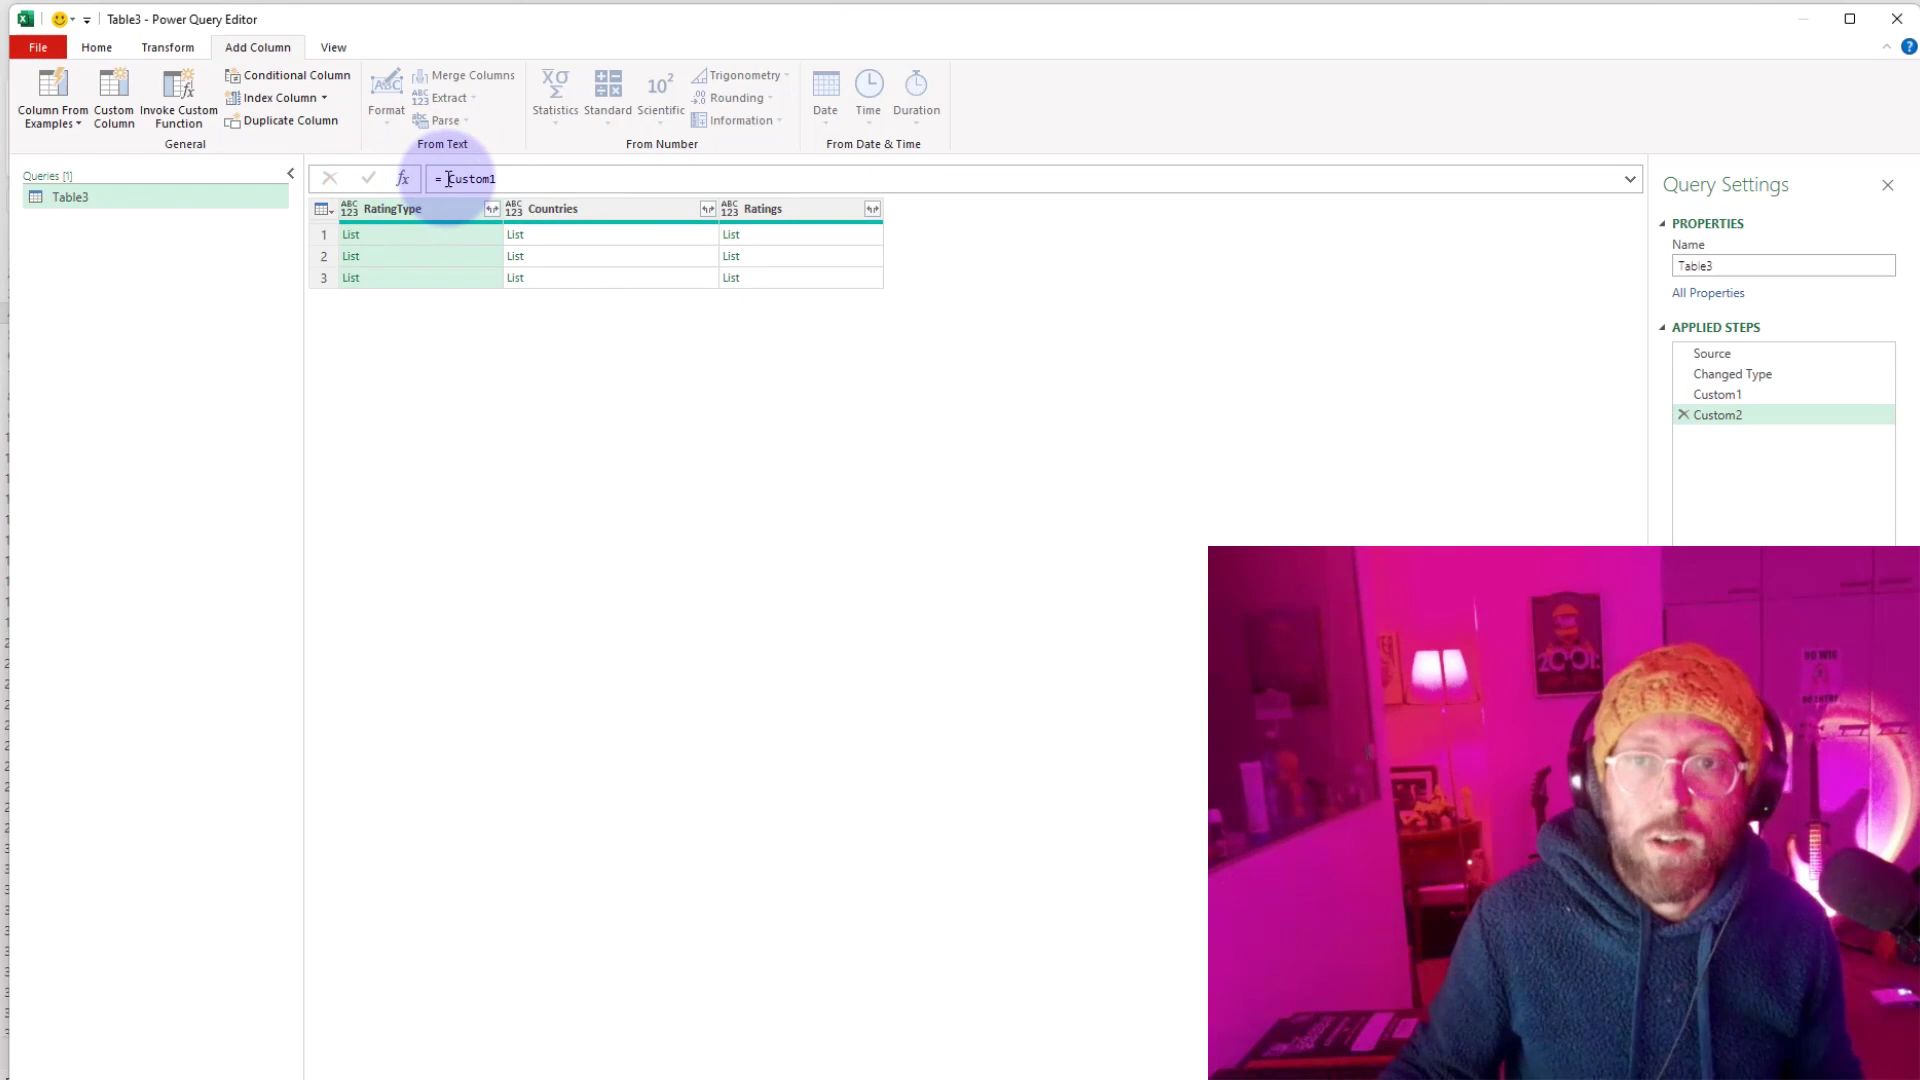 Table3 - Power Query Editor
File Home Transform Add Column View
Column From Examples
Custom Column
Invoke Custom Function
Conditional Column
Index Column
Duplicate Column
General
Format
Merge Columns
Extract
Parse
From Text
Statistics
Standard
Scientific
Trigonometry
Rounding
Information
From Number
Date
Time
Duration
From Date & Time
Queries [1]
Table3
fx = Custom1
RatingType Countries Ratings
1 List List List
2 List List List
3 List List List
Query Settings
PROPERTIES
Name
Table3
All Properties
APPLIED STEPS
Source
Changed Type
Custom1
Custom2